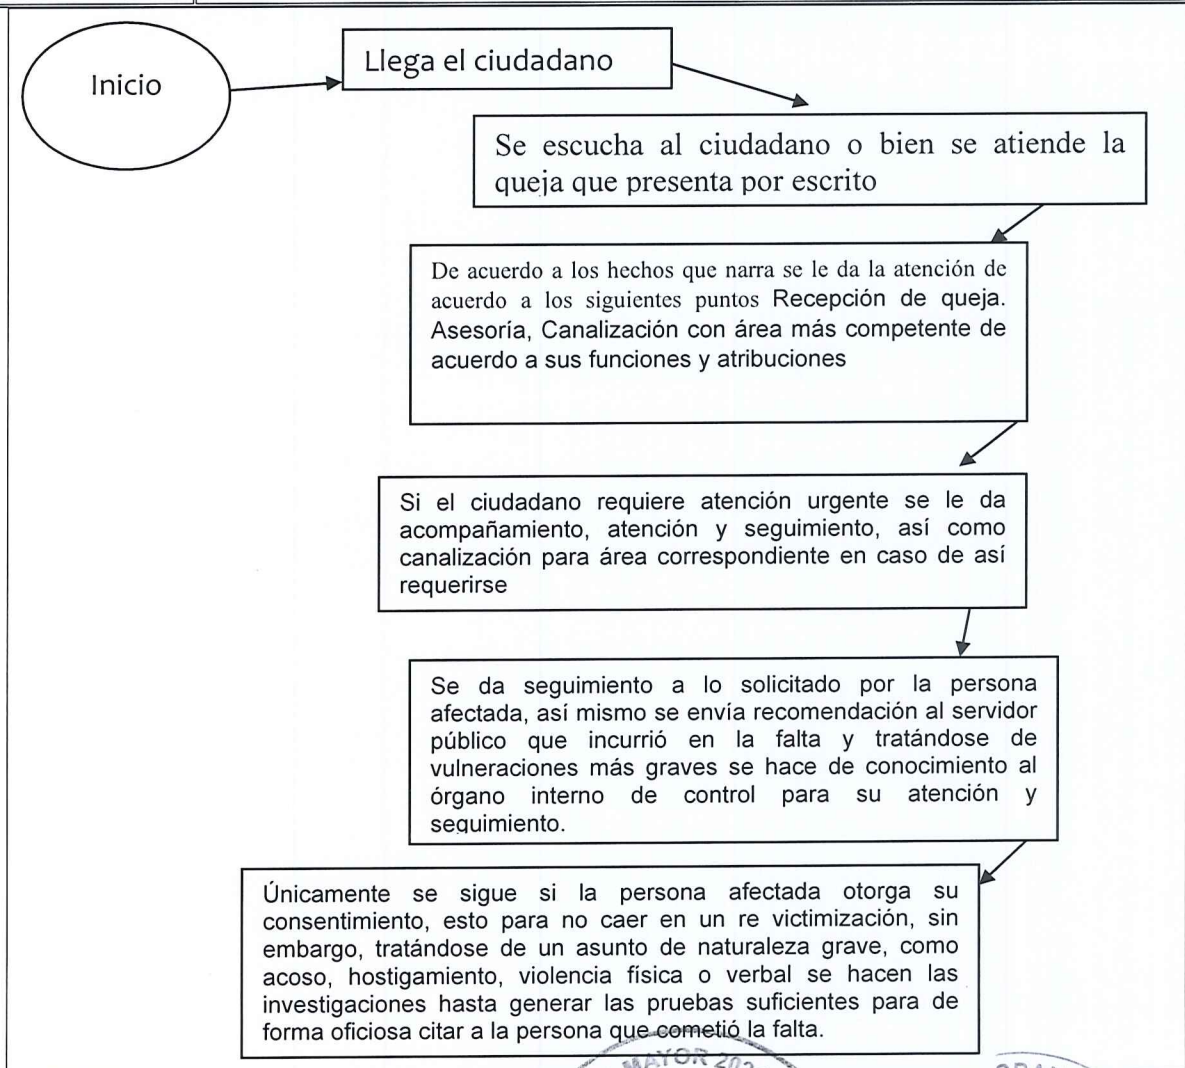 Inicio
Llega el ciudadano
Se escucha al ciudadano o bien se atiende la
queja que presenta por escrito
De acuerdo a los hechos que narra se le da la atención de
acuerdo a los siguientes puntos Recepción de queja.
Asesoría, Canalización con área más competente de
acuerdo a sus funciones y atribuciones
Si el ciudadano requiere atención urgente se le da
acompañamiento, atención y seguimiento, así como
canalización para área correspondiente en caso de así
requerirse
Se da seguimiento a lo solicitado por la persona
afectada, así mismo se envía recomendación al servidor
público que incurrió en la falta y tratándose de
vulneraciones más graves se hace de conocimiento al
órgano interno de control para su atención y
seguimiento.
Únicamente se sigue si la persona afectada otorga su
consentimiento, esto para no caer en un re victimización, sin
embargo, tratándose de un asunto de naturaleza grave, como
acoso, hostigamiento, violencia física o verbal se hacen las
investigaciones hasta generar las pruebas suficientes para de
forma oficiosa citar a la persona que cometió la falta.
MAYOR